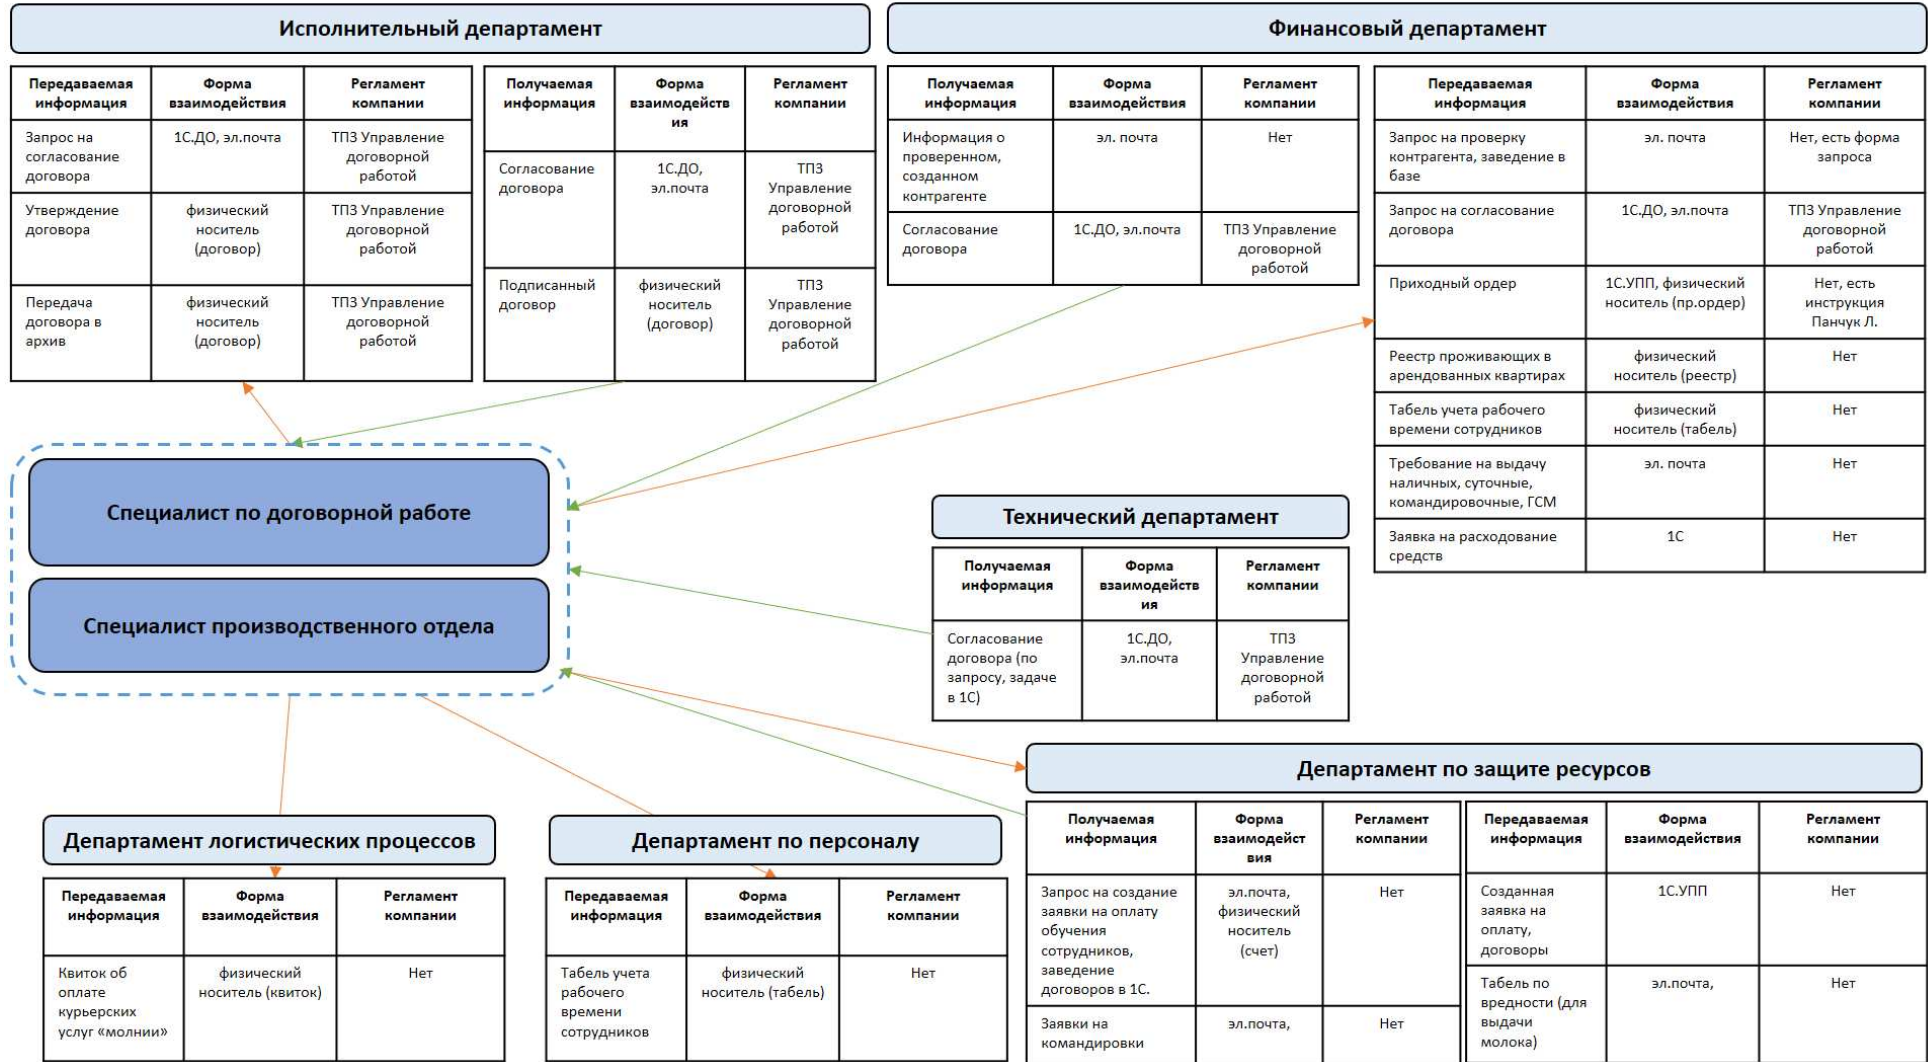 Исполнительный департамент
Передаваемая
информация
Форма
взаимодействия
Регламент
компании
Запрос на
согласование
договора
1С.ДО, эл.почта
ТПЗ Управление
договорной
работой
Утверждение
договора
физический
носитель
(договор)
ТПЗ Управление
договорной
работой
Передача
договора в
архив
физический
носитель
(договор)
ТПЗ Управление
договорной
работой
Получаемая
информация
Форма
взаимодейств
ия
Регламент
компании
Согласование
договора
1С.ДО,
эл.почта
ТПЗ
Управление
договорной
работой
Подписанный
договор
физический
носитель
(договор)
ТПЗ
Управление
договорной
работой
Финансовый департамент
Получаемая
информация
Форма
взаимодействия
Регламент
компании
Информация о
проверенном,
созданном
контрагенте
эл. почта
Нет
Согласование
договора
1С.ДО, эл.почта
ТПЗ Управление
договорной
работой
Передаваемая
информация
Форма
взаимодействия
Регламент
компании
Запрос на проверку
контрагента, заведение в
базе
эл. почта
Нет, есть форма
запроса
Запрос на согласование
договора
1С.ДО, эл.почта
ТПЗ Управление
договорной
работой
Приходный ордер
1С.УПП, физический
носитель (пр.ордер)
Нет, есть
инструкция
Панчук Л.
Реестр проживающих в
арендованных квартирах
физический
носитель (реестр)
Нет
Табель учета рабочего
времени сотрудников
физический
носитель (табель)
Нет
Требование на выдачу
наличных, суточные,
командировочные, ГСМ
эл. почта
Нет
Заявка на расходование
средств
1С
Нет
Специалист по договорной работе
Специалист производственного отдела
Технический департамент
Получаемая
информация
Форма
взаимодейств
ия
Регламент
компании
Согласование
договора (по
запросу, задаче
в 1С)
1С.ДО,
эл.почта
ТПЗ
Управление
договорной
работой
Департамент логистических процессов
Передаваемая
информация
Форма
взаимодействия
Регламент
компании
Квиток об
оплате
курьерских
услуг «молнии»
физический
носитель (квиток)
Нет
Департамент по персоналу
Передаваемая
информация
Форма
взаимодействия
Регламент
компании
Табель учета
рабочего
времени
сотрудников
физический
носитель (табель)
Нет
Департамент по защите ресурсов
Получаемая
информация
Форма
взаимодейст
вия
Регламент
компании
Запрос на создание
заявки на оплату
обучения
сотрудников,
заведение
договоров в 1С.
эл.почта,
физический
носитель
(счет)
Нет
Заявки на
командировки
эл.почта,
Нет
Передаваемая
информация
Форма
взаимодействия
Регламент
компании
Созданная
заявка на
оплату,
договоры
1С.УПП
Нет
Табель по
вредности (для
выдачи
молока)
эл.почта,
Нет